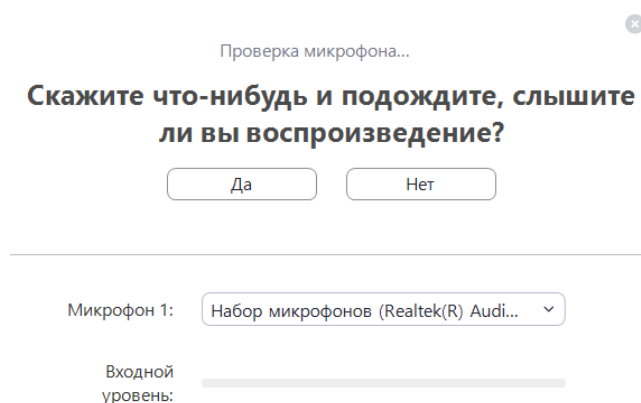 Проверка микрофона...
Скажите что-нибудь и подождите, слышите
ли вы воспроизведение?
Да
Нет
Микрофон 1:
Набор микрофонов (Realtek(R) Audi...
Входной
уровень: